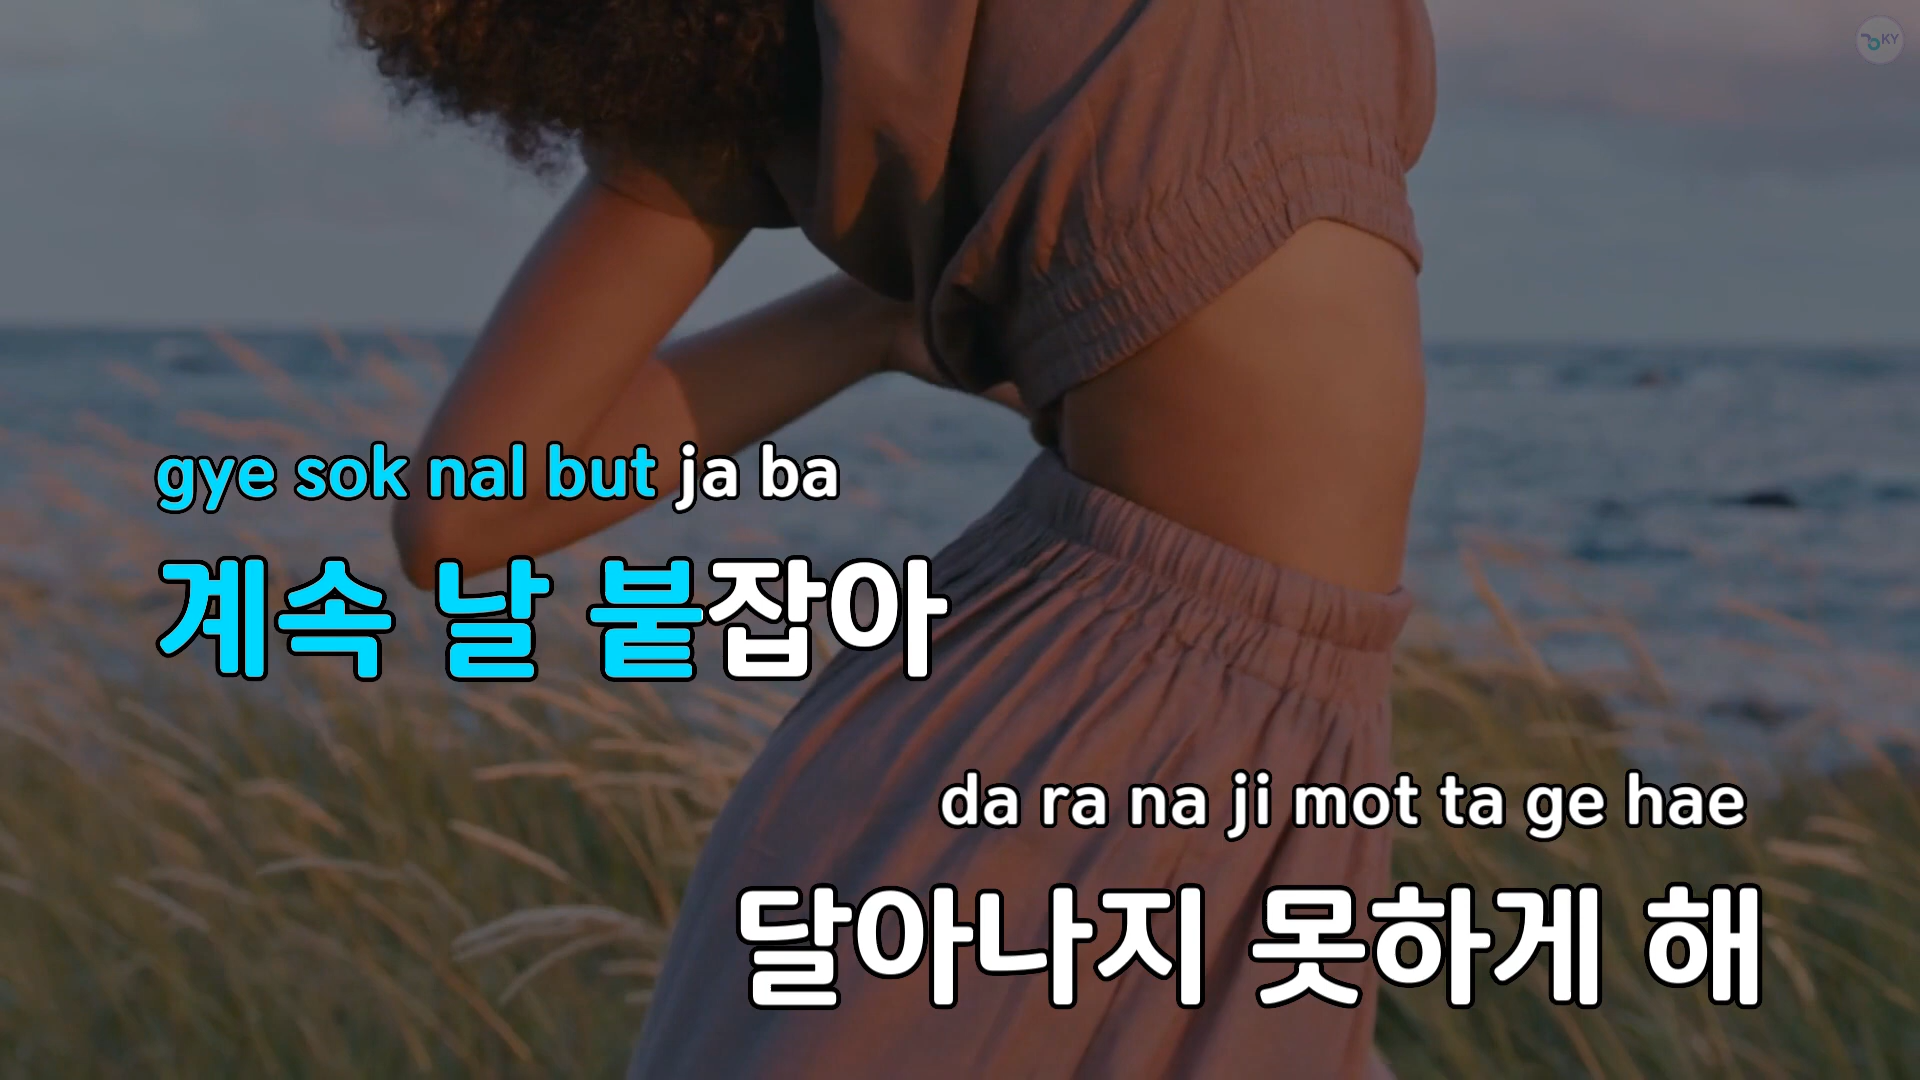 KY
gye sok nal but ja ba
계속 날 붙잡아
da ra na ji mot ta ge hae
달아나지 못하게 해